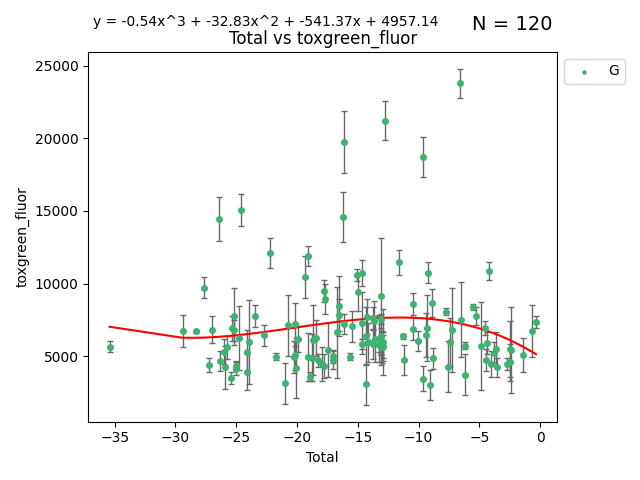 y = -0.54x^3 + -32.83x^2 + -541.37x + 4957.14
N = 120
Total vs toxgreen_fluor
G
25000
20000
15000
10000
5000
toxgreen_fluor
−35 −30 −25 −20 −15 −10 −5 0
Total